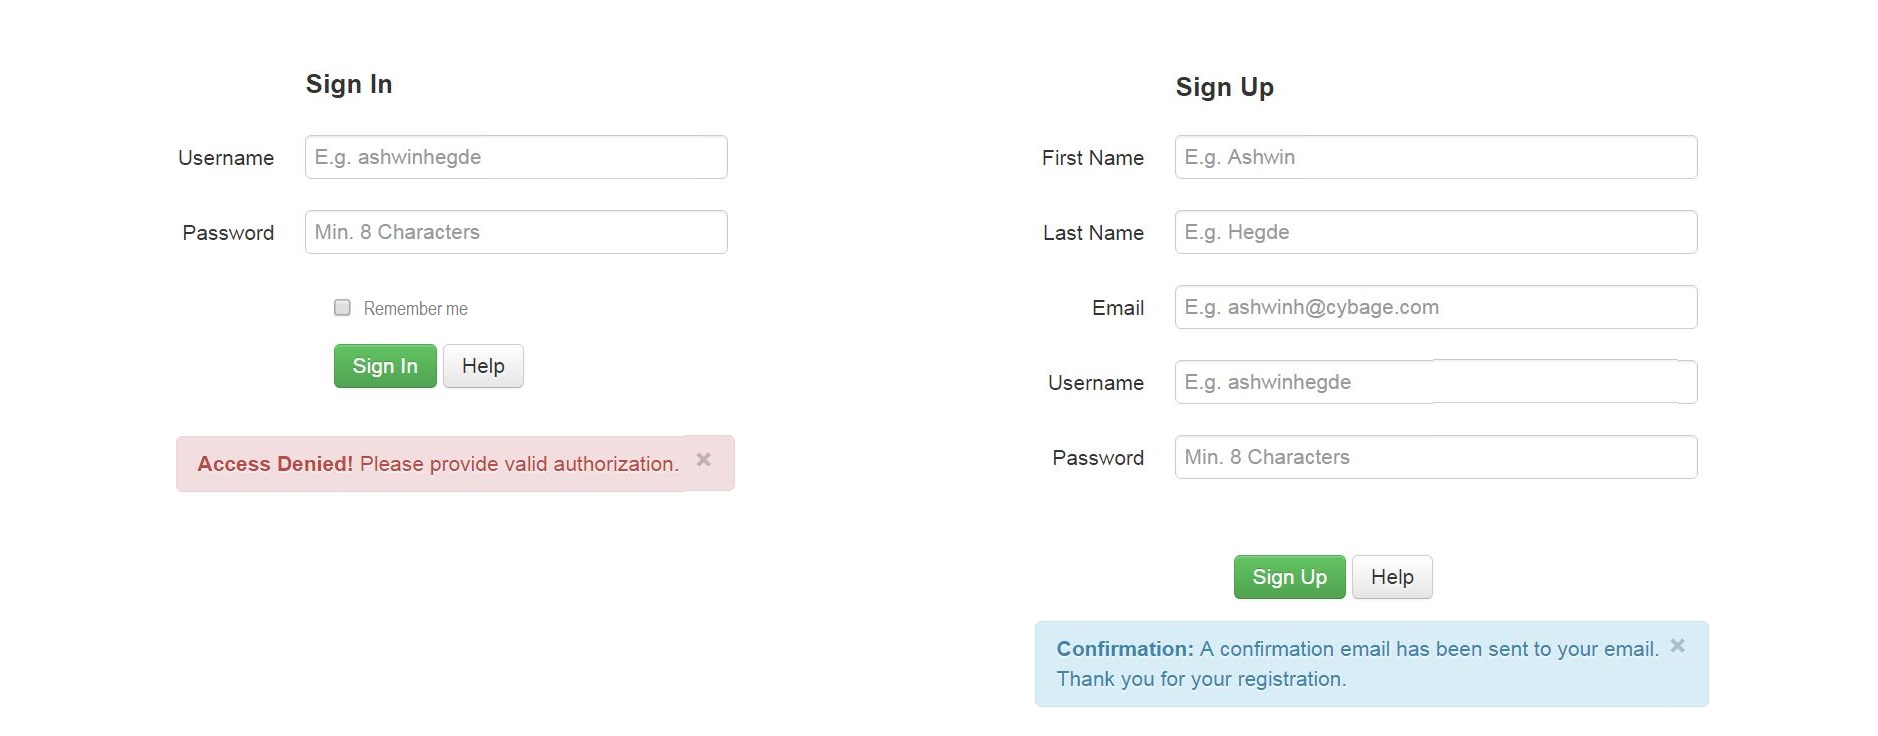 Sign In
Username
E.g. ashwinhegde
Password
Min. 8 Characters
Remember me
Sign In
Help
Access Denied! Please provide valid authorization. ×
Sign Up
First Name
E.g. Ashwin
Last Name
E.g. Hegde
Email
E.g. ashwinh@cybage.com
Username
E.g. ashwinhegde
Password
Min. 8 Characters
Sign Up
Help
Confirmation: A confirmation email has been sent to your email. ×
Thank you for your registration.